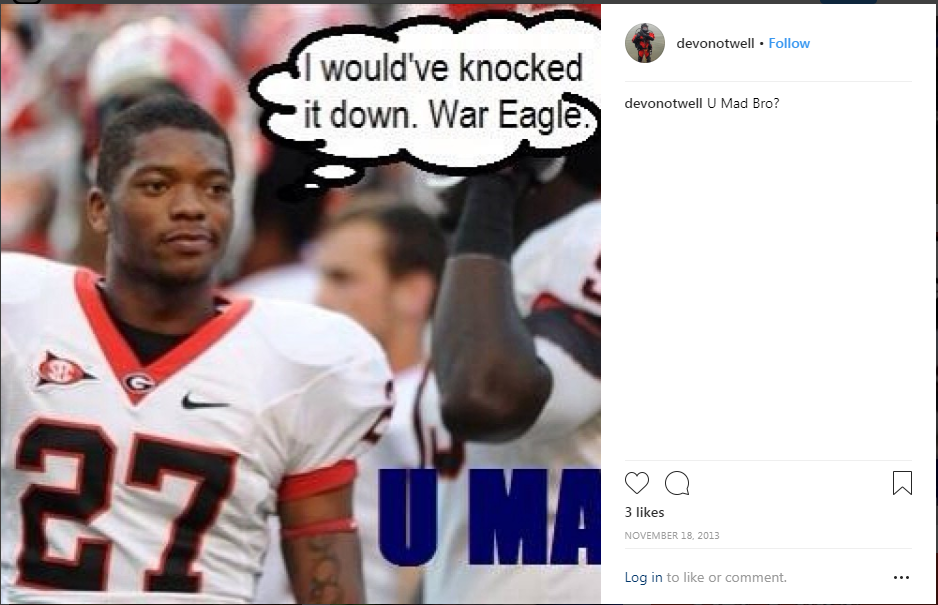 I would've knocked
it down. War Eagle.
SEC
G
27
2
U MA
devonotwell • Follow
devonotwell U Mad Bro?
3 likes
NOVEMBER 18, 2013
Log in to like or comment.